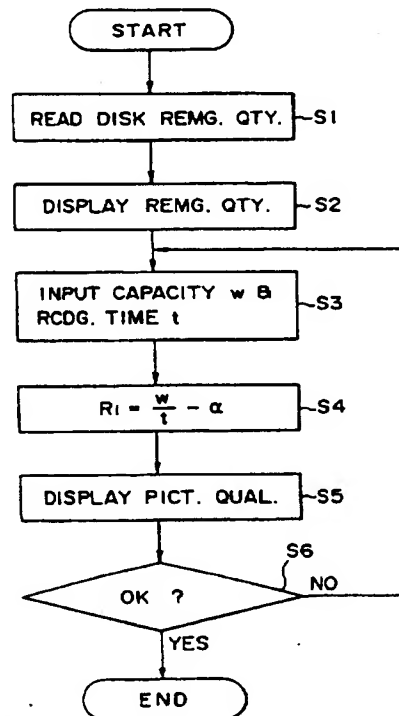 START
READ DISK REMG. QTY.
S1
DISPLAY REMG. QTY.
S2
INPUT CAPACITY w &
RCDG. TIME t
S3
Ri = w/t - α
S4
DISPLAY PICT. QUAL.
S5
S6
OK ?
NO
YES
END